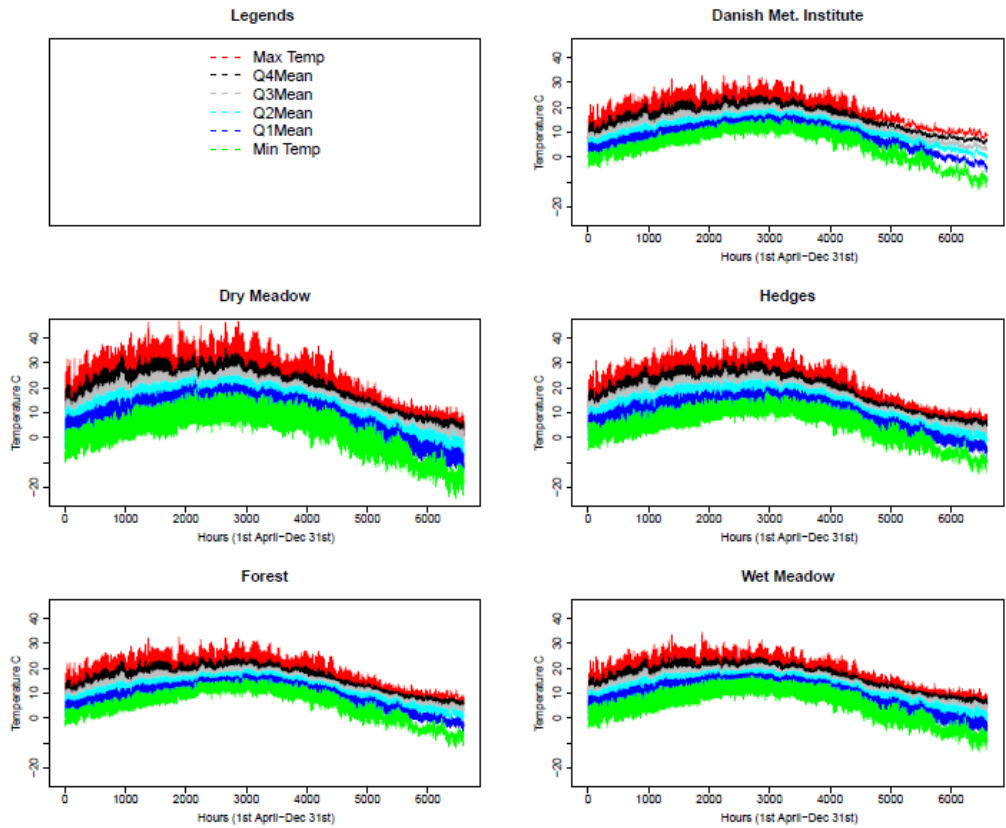 Legends
Max Temp
Q4Mean
Q3Mean
Q2Mean
Q1Mean
Min Temp
Danish Met. Institute
Temperature C
40
30
20
10
0
−20
0 1000 2000 3000 4000 5000 6000
Hours (1st April−Dec 31st)
Dry Meadow
Temperature C
40
30
20
10
0
−20
0 1000 2000 3000 4000 5000 6000
Hours (1st April−Dec 31st)
Hedges
Temperature C
40
30
20
10
0
−20
0 1000 2000 3000 4000 5000 6000
Hours (1st April−Dec 31st)
Forest
Temperature C
40
30
20
10
0
−20
0 1000 2000 3000 4000 5000 6000
Hours (1st April−Dec 31st)
Wet Meadow
Temperature C
40
30
20
10
0
−20
0 1000 2000 3000 4000 5000 6000
Hours (1st April−Dec 31st)